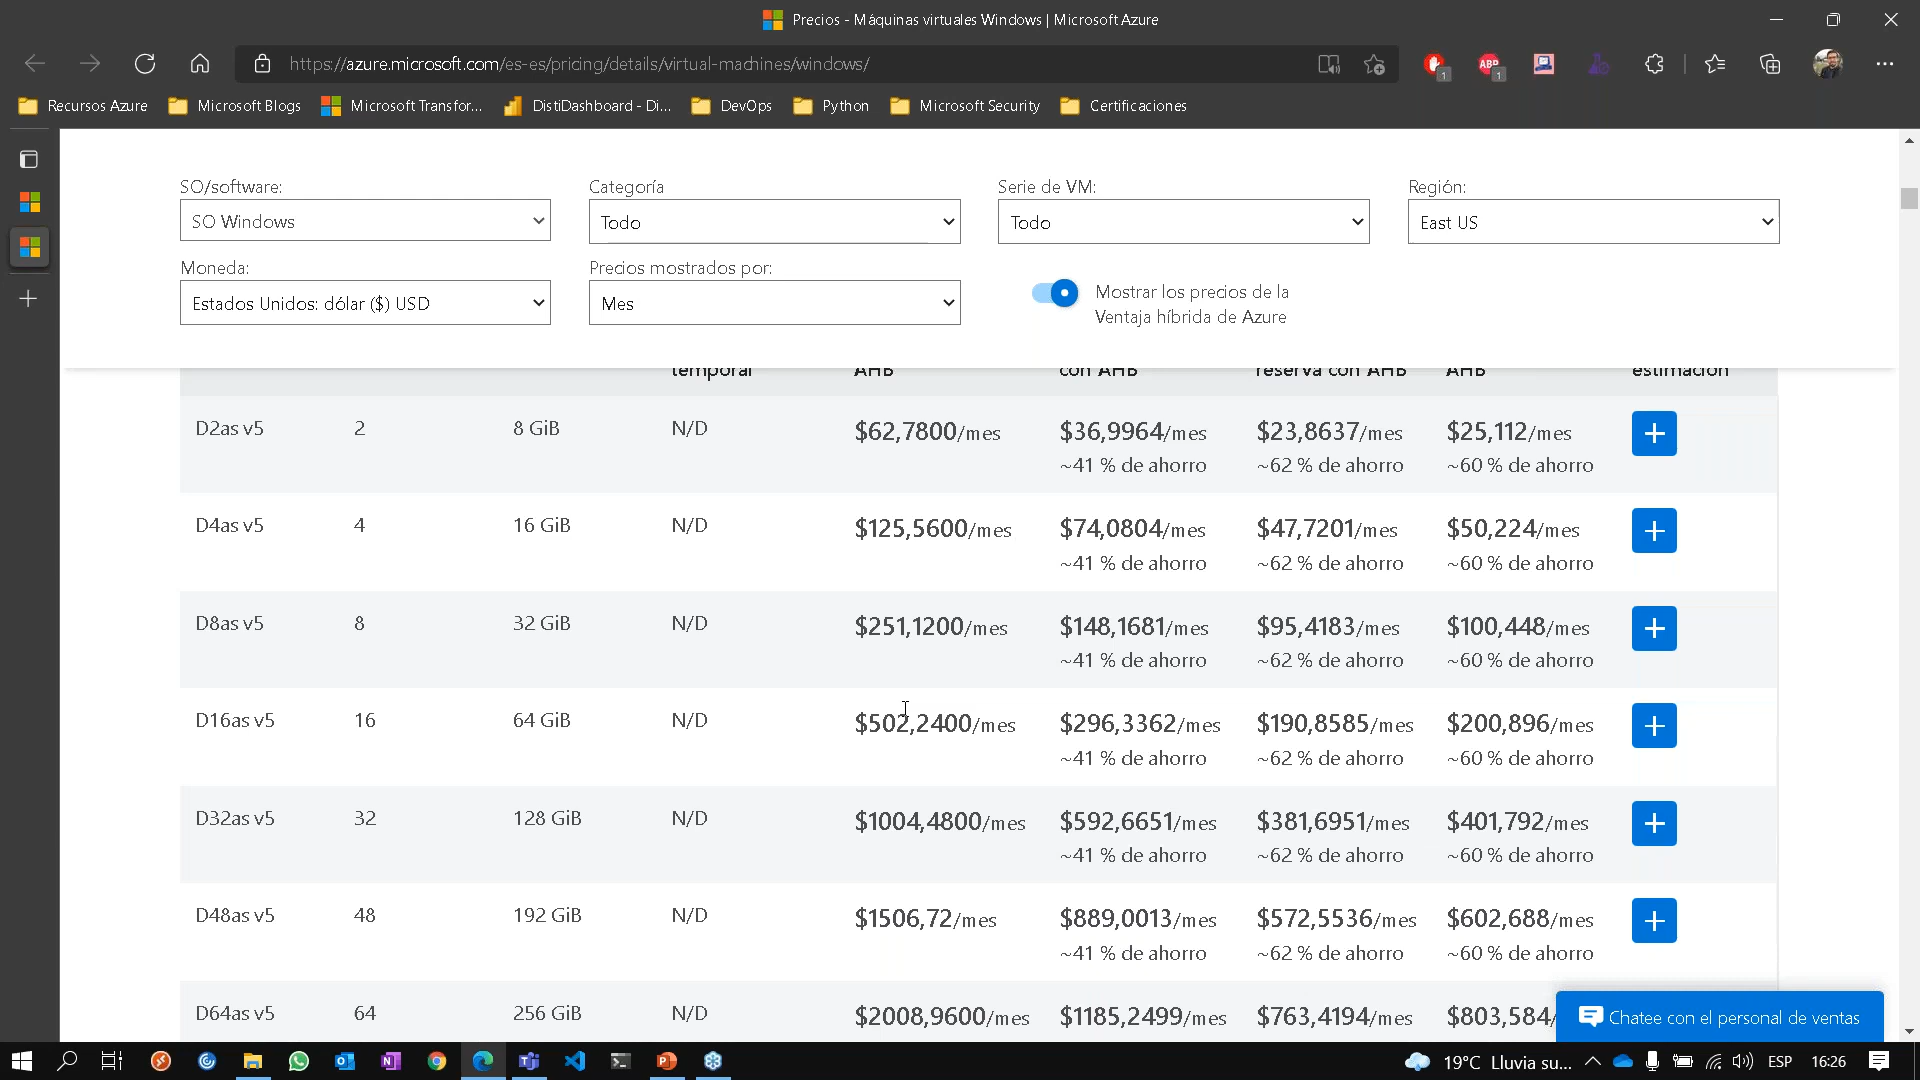 Precios - Máquinas virtuales Windows | Microsoft Azure
https://azure.microsoft.com/es-es/pricing/details/virtual-machines/windows/
1
ABP
1
Recursos Azure
Microsoft Blogs
Microsoft Transfor...
DistiDashboard - Di...
DevOps
Python
Microsoft Security
Certificaciones
SO/software:
Categoría
Serie de VM:
Región:
SO Windows
Todo
Todo
East US
Moneda:
Precios mostrados por:
Estados Unidos: dólar ($) USD
Mes
Mostrar los precios de la
Ventaja híbrida de Azure
temporal AHB con AHB reserva con AHB AHB estimación
D2as v5 2 8 GiB N/D $62,7800/mes $36,9964/mes $23,8637/mes $25,112/mes
~41 % de ahorro ~62 % de ahorro ~60 % de ahorro
D4as v5 4 16 GiB N/D $125,5600/mes $74,0804/mes $47,7201/mes $50,224/mes
~41 % de ahorro ~62 % de ahorro ~60 % de ahorro
D8as v5 8 32 GiB N/D $251,1200/mes $148,1681/mes $95,4183/mes $100,448/mes
~41 % de ahorro ~62 % de ahorro ~60 % de ahorro
D16as v5 16 64 GiB N/D $502,2400/mes $296,3362/mes $190,8585/mes $200,896/mes
~41 % de ahorro ~62 % de ahorro ~60 % de ahorro
D32as v5 32 128 GiB N/D $1004,4800/mes $592,6651/mes $381,6951/mes $401,792/mes
~41 % de ahorro ~62 % de ahorro ~60 % de ahorro
D48as v5 48 192 GiB N/D $1506,72/mes $889,0013/mes $572,5536/mes $602,688/mes
~41 % de ahorro ~62 % de ahorro ~60 % de ahorro
D64as v5 64 256 GiB N/D $2008,9600/mes $1185,2499/mes $763,4194/mes $803,584/
Chatee con el personal de ventas
19°C Lluvia su...
ESP
16:26